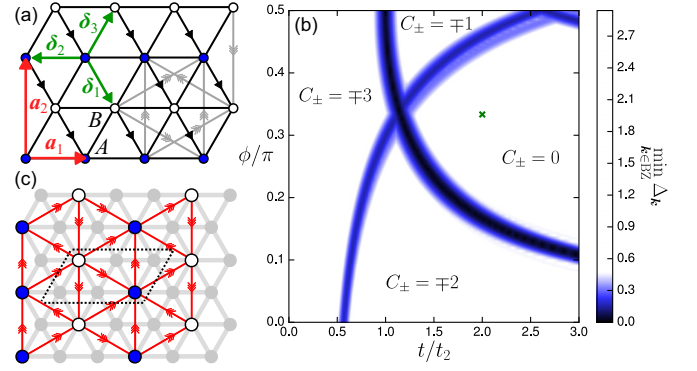 (a)
δ₃
δ₂
δ₁
a₂
B
A
a₁
(c)
(b)
ϕ/π
0.5
0.4
0.3
0.2
0.1
0.0
C± = ∓1
C± = ∓3
C± = 0
C± = ∓2
0.0 0.5 1.0 1.5 2.0 2.5 3.0
t/t₂
2.7
2.4
2.1
1.8
1.5
1.2
0.9
0.6
0.3
0.0
min Δₖ
k∈BZ